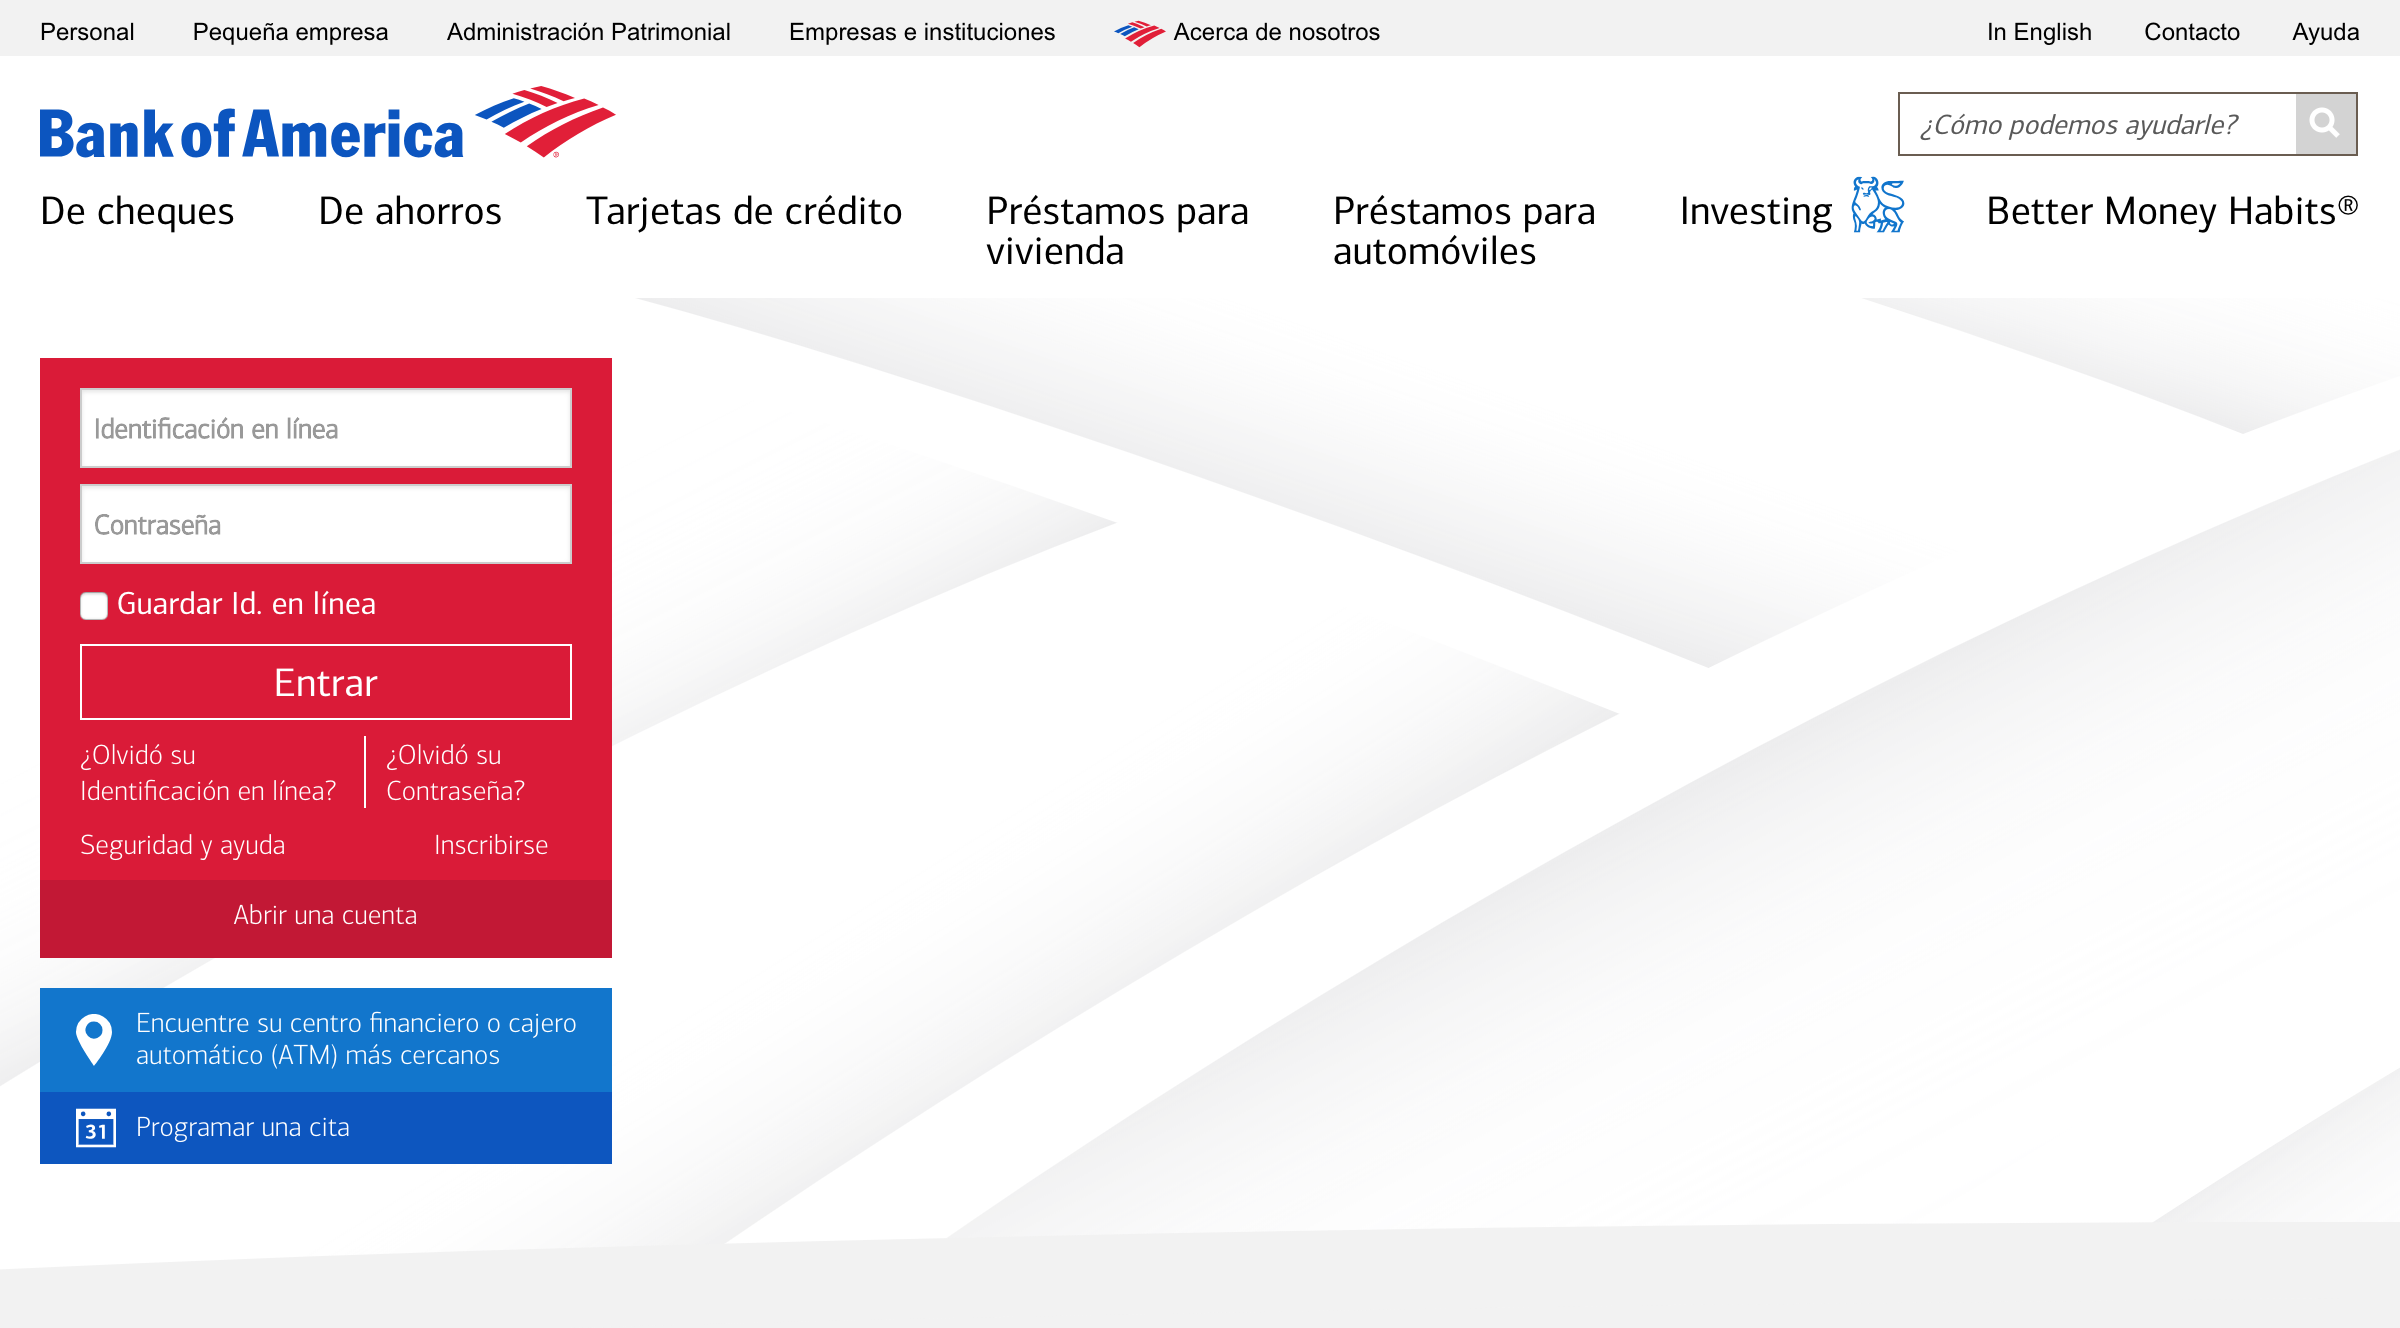 Personal
Pequeña empresa
Administración Patrimonial
Empresas e instituciones
Acerca de nosotros
In English
Contacto
Ayuda
Bank of America
¿Cómo podemos ayudarle?
De cheques
De ahorros
Tarjetas de crédito
Préstamos para
vivienda
Préstamos para
automóviles
Investing
Better Money Habits®
Identificación en línea
Contraseña
Guardar Id. en línea
Entrar
¿Olvidó su
Identificación en línea?
¿Olvidó su
Contraseña?
Seguridad y ayuda
Inscribirse
Abrir una cuenta
Encuentre su centro financiero o cajero
automático (ATM) más cercanos
31
Programar una cita